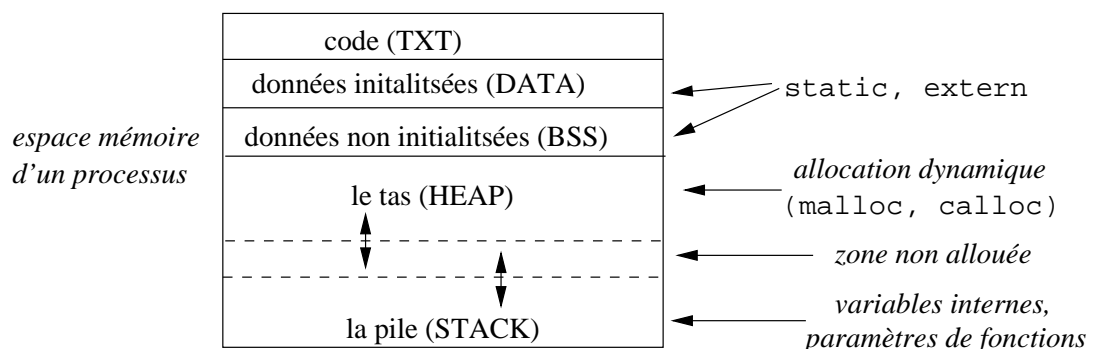 code (TXT)
données initalitsées (DATA)
static, extern
espace mémoire
d'un processus
données non initialitsées (BSS)
le tas (HEAP)
allocation dynamique
(malloc, calloc)
zone non allouée
la pile (STACK)
variables internes,
paramètres de fonctions